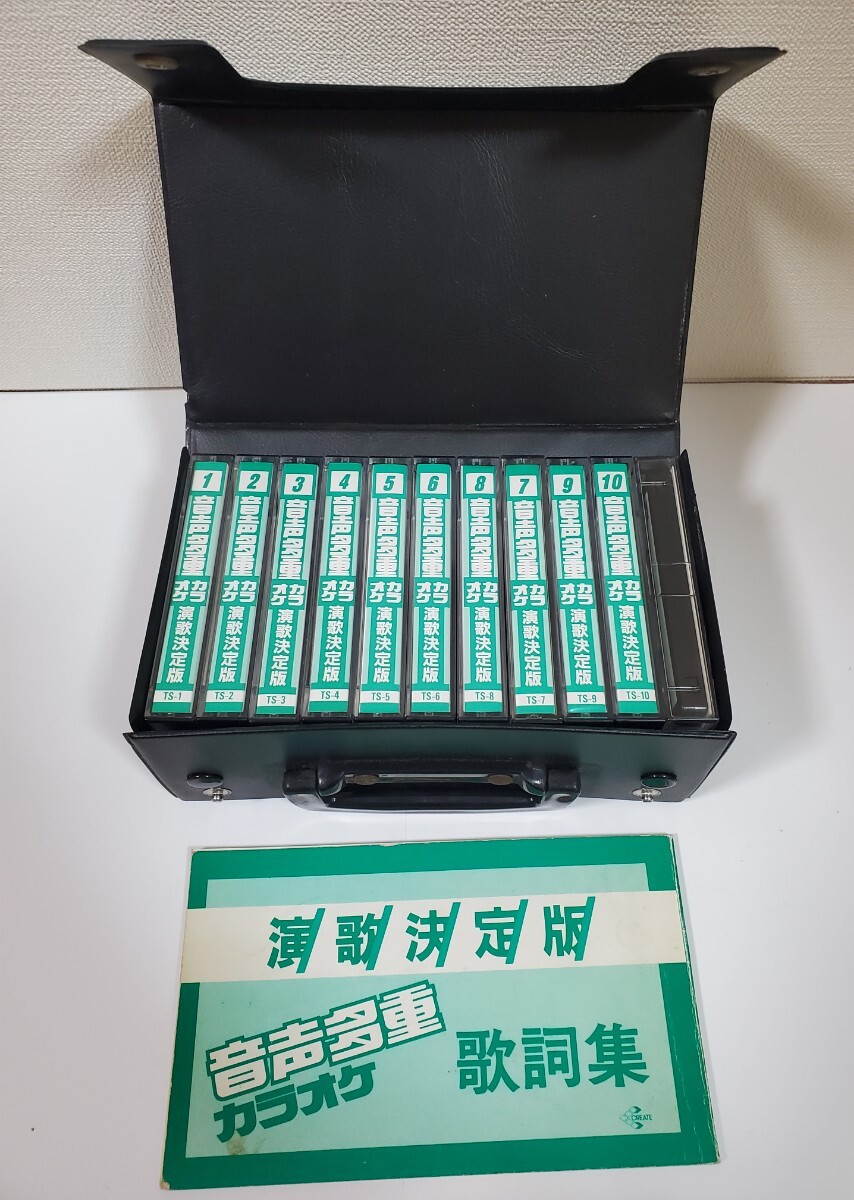 1
音声多重
カラオケ
演歌決定版
TS-1
2
音声多重
カラオケ
演歌決定版
TS-2
3
音声多重
カラオケ
演歌決定版
TS-3
4
音声多重
カラオケ
演歌決定版
TS-4
5
音声多重
カラオケ
演歌決定版
TS-5
6
音声多重
カラオケ
演歌決定版
TS-6
8
音声多重
カラオケ
演歌決定版
TS-8
7
音声多重
カラオケ
演歌決定版
TS-7
9
音声多重
カラオケ
演歌決定版
TS-9
10
音声多重
カラオケ
演歌決定版
TS-10
演歌決定版
音声多重
カラオケ
歌詞集
CREATE